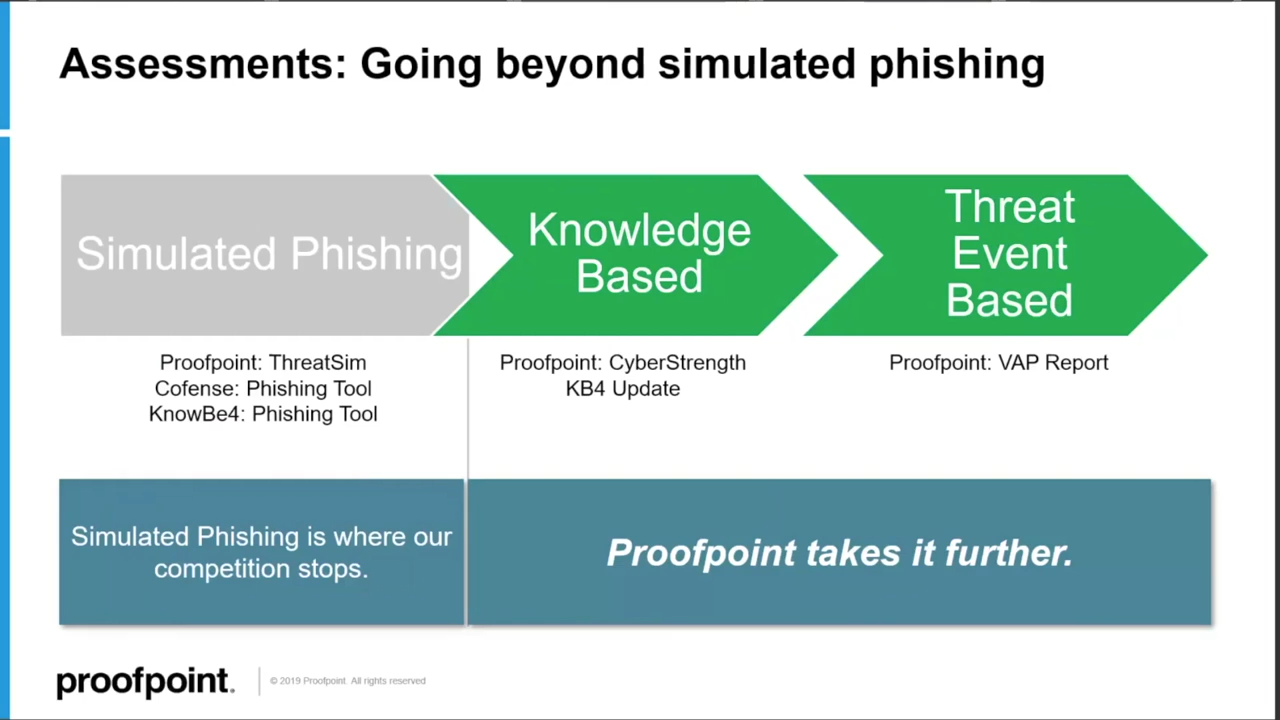 Assessments: Going beyond simulated phishing
Simulated Phishing
Knowledge
Based
Threat
Event
Based
Proofpoint: ThreatSim
Cofense: Phishing Tool
KnowBe4: Phishing Tool
Proofpoint: CyberStrength
KB4 Update
Proofpoint: VAP Report
Simulated Phishing is where our
competition stops.
Proofpoint takes it further.
proofpoint.
© 2019 Proofpoint. All rights reserved